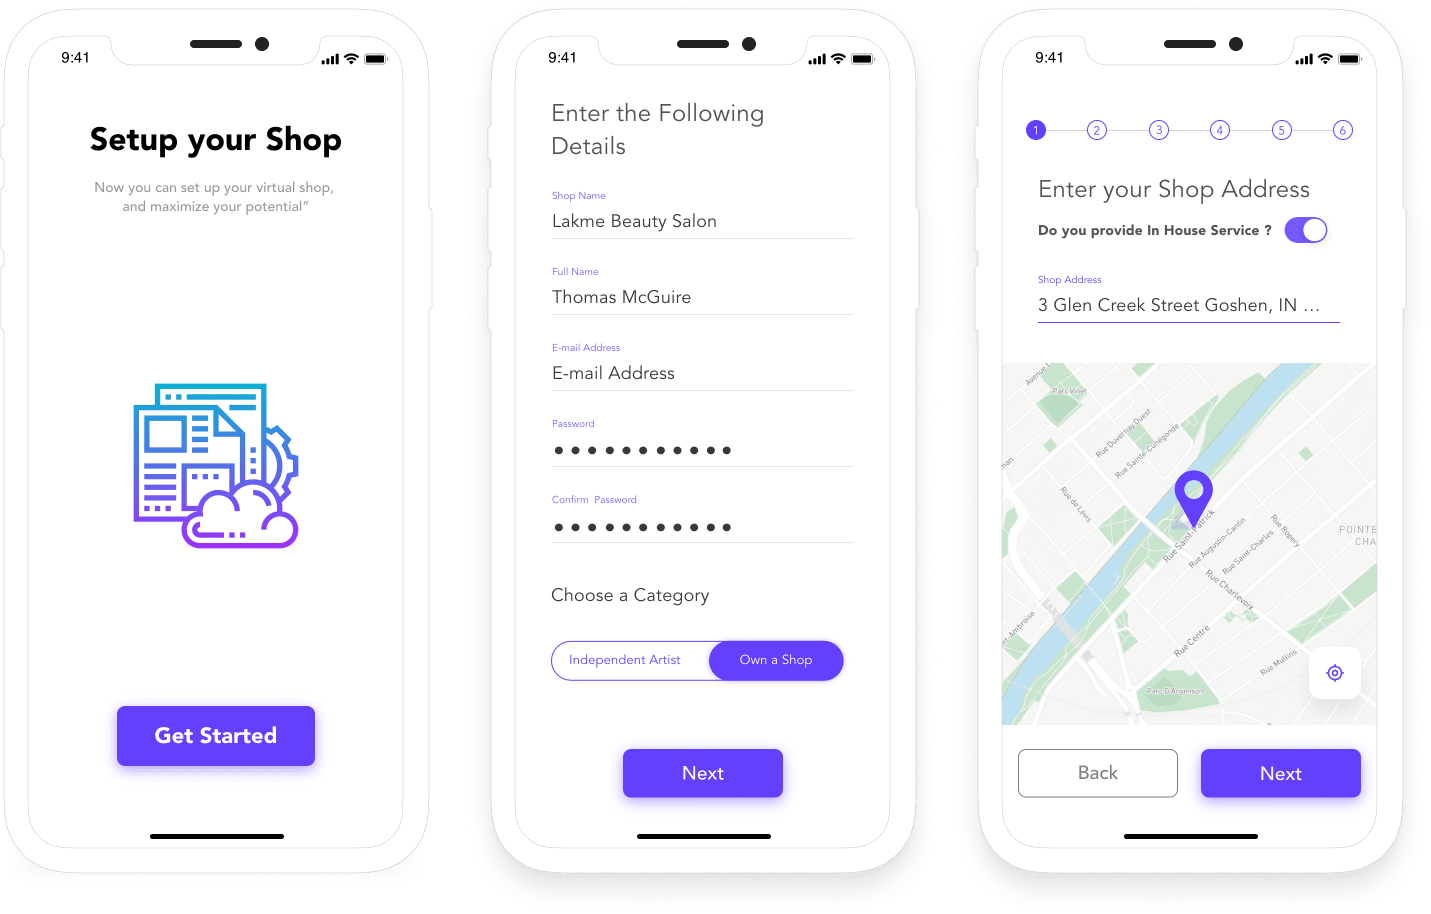 9:41
Setup your Shop
Now you can set up your virtual shop,
and maximize your potential”
Get Started
9:41
Enter the Following
Details
Shop Name
Lakme Beauty Salon
Full Name
Thomas McGuire
E-mail Address
E-mail Address
Password
Confirm Password
Choose a Category
Independent Artist
Own a Shop
Next
9:41
1
2
3
4
5
6
Enter your Shop Address
Do you provide In House Service ?
Shop Address
3 Glen Creek Street Goshen, IN ...
Parc Vinet
Rue Duvernay Ouest
Rue Sainte-Cunégonde
Rue de Lévis
Rue Saint-Patrick
Rue Augustin-Cantin
Rue Saint-Charles
Rue Ropery
POINTE
CHA
Rue Charlevoix
Rue Centre
Rue Mullins
Parc D'Argenson
Back
Next